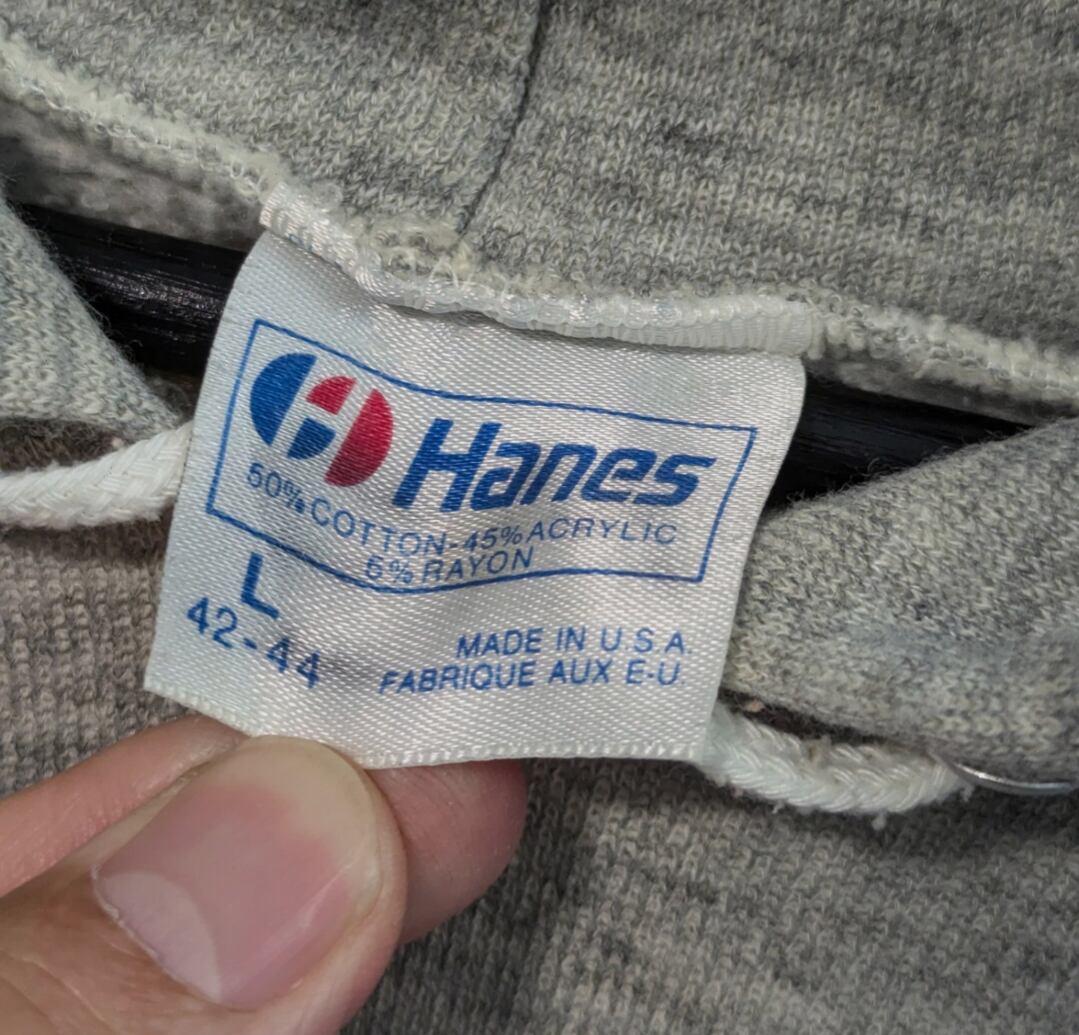 Hanes
50% COTTON-45% ACRYLIC
5% RAYON
L
42-44
MADE IN U S A.
FABRIQUE AUX E-U.